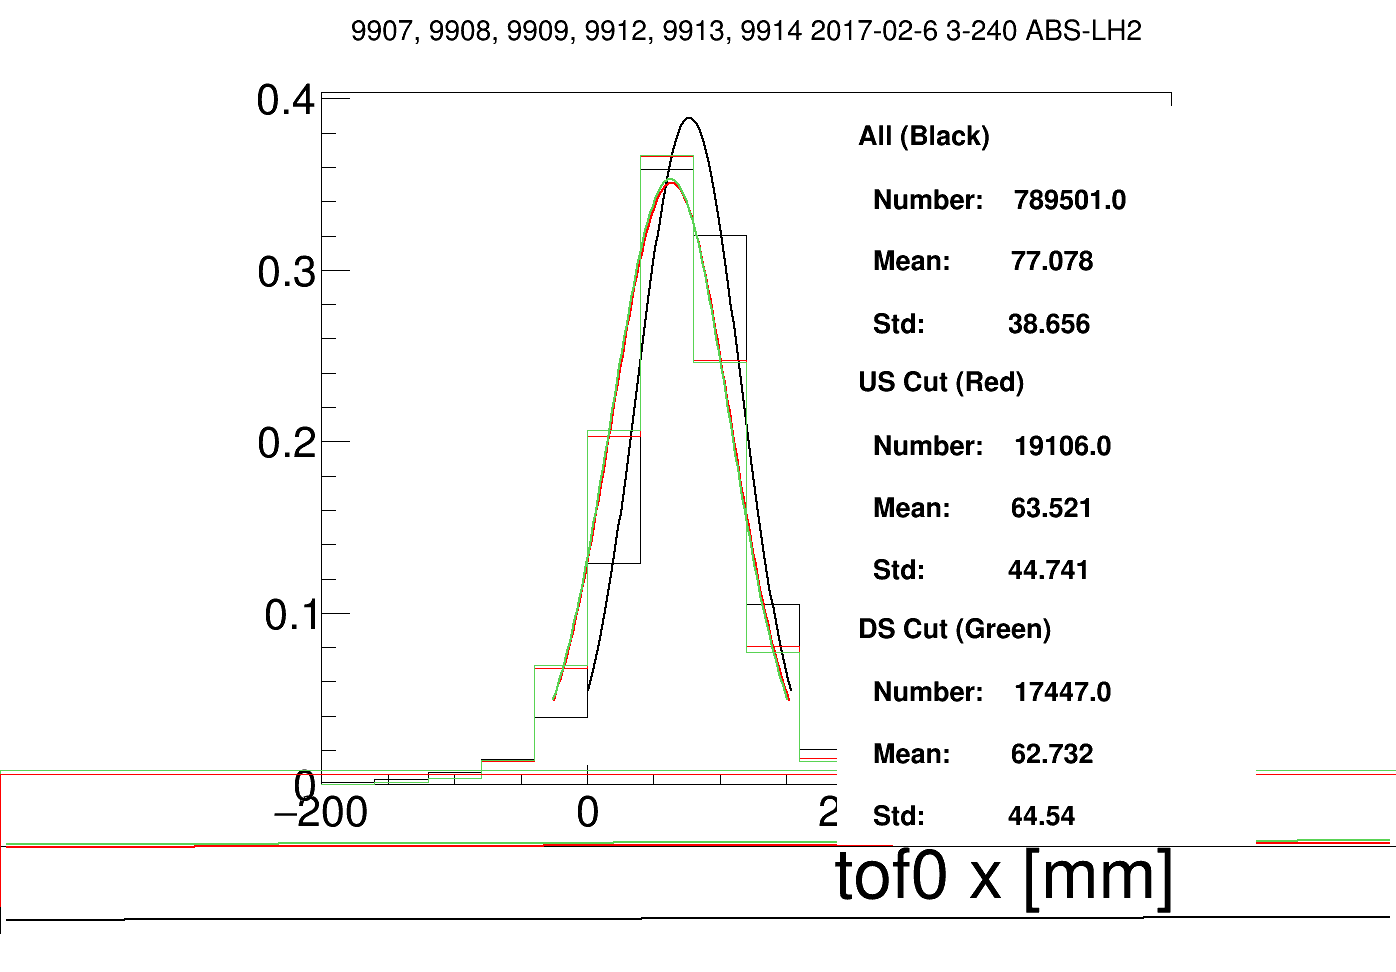 9907, 9908, 9909, 9912, 9913, 9914 2017-02-6 3-240 ABS-LH2
0.4
0.3
0.2
0.1
0
−200
0
2
All (Black)
Number: 789501.0
Mean: 77.078
Std: 38.656
US Cut (Red)
Number: 19106.0
Mean: 63.521
Std: 44.741
DS Cut (Green)
Number: 17447.0
Mean: 62.732
Std: 44.54
tof0 x [mm]